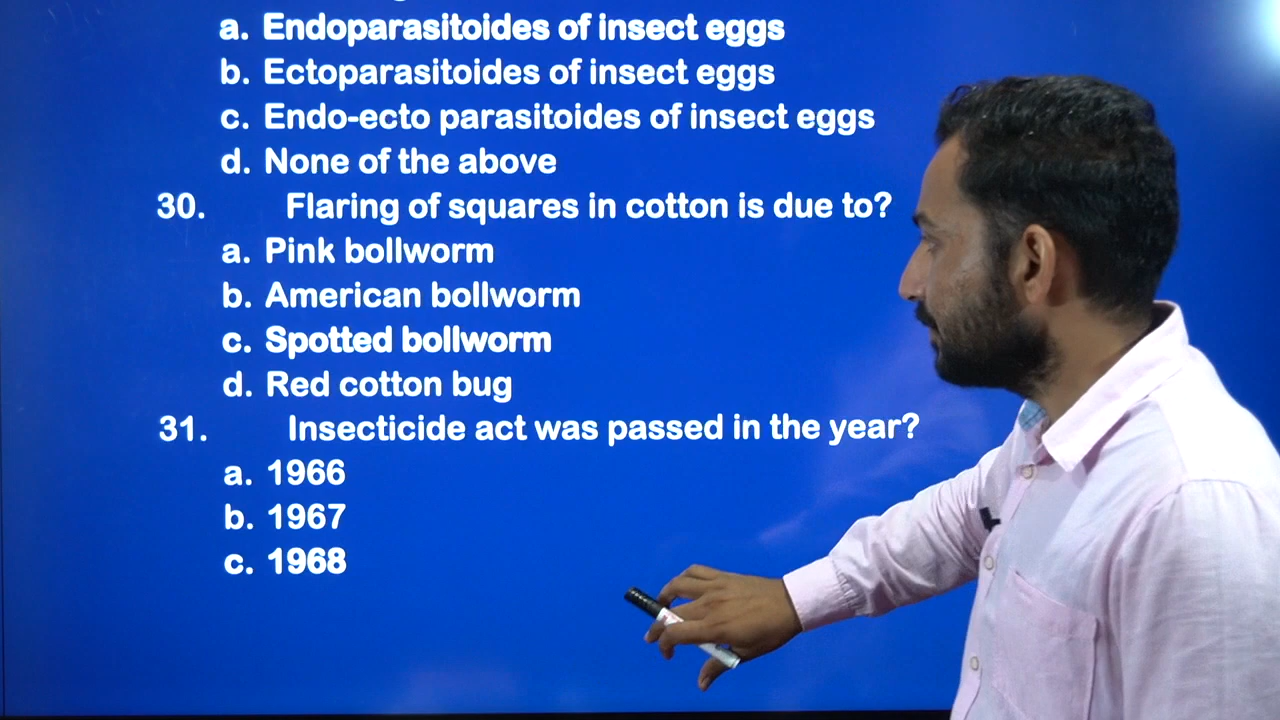 a. Endoparasitoides of insect eggs
b. Ectoparasitoides of insect eggs
c. Endo-ecto parasitoides of insect eggs
d. None of the above
30. Flaring of squares in cotton is due to?
a. Pink bollworm
b. American bollworm
c. Spotted bollworm
d. Red cotton bug
31. Insecticide act was passed in the year?
a. 1966
b. 1967
c. 1968